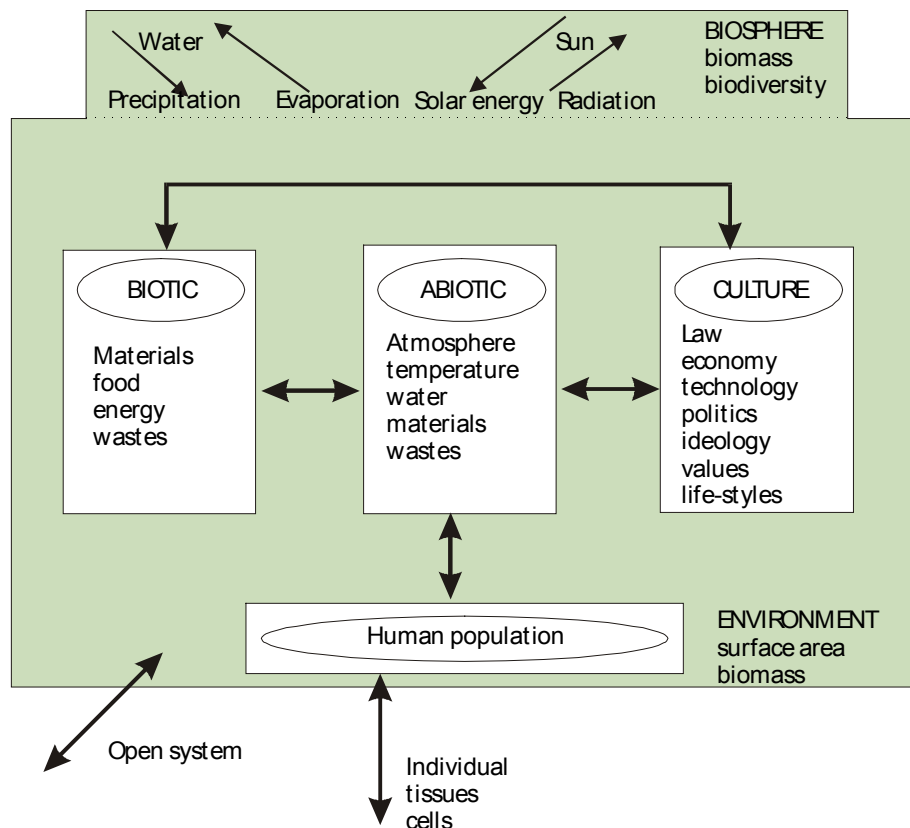 Water
Sun
BIOSPHERE
biomass
biodiversity
Precipitation
Evaporation
Solar energy
Radiation
BIOTIC
Materials
food
energy
wastes
ABIOTIC
Atmosphere
temperature
water
materials
wastes
CULTURE
Law
economy
technology
politics
ideology
values
life-styles
Human population
ENVIRONMENT
surface area
biomass
Open system
Individual
tissues
cells